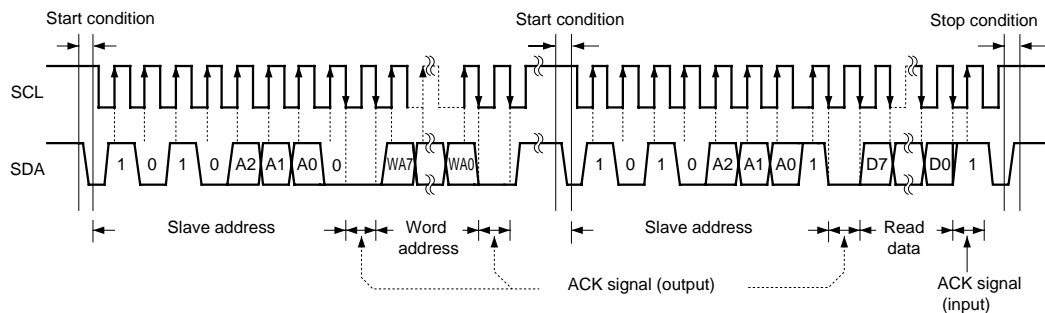 Start condition
Start condition
Stop condition
SCL
SDA
1 0 1 0 A2 A1 A0 0 WA7 WA0 1 0 1 0 A2 A1 A0 1 D7 D0 1
Slave address
Word
address
Slave address
Read
data
ACK signal (output)
ACK signal
(input)